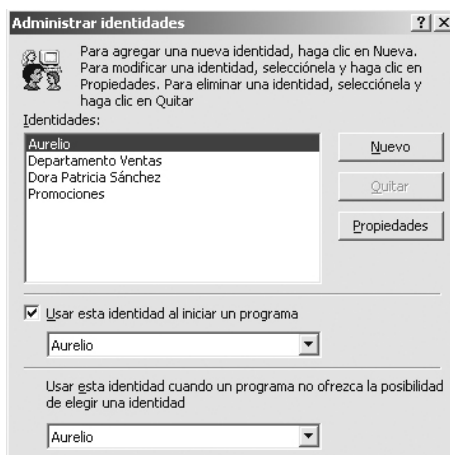 Administrar identidades
Para agregar una nueva identidad, haga
clic en Nueva.
Para modificar una identidad, selecciónela y haga clic en
Propiedades. Para eliminar una identidad, selecciónela y
haga clic en Quitar
Identidades:
Aurelio
Departamento Ventas
Dora Patricia Sánchez
Promociones
Nuevo
Quitar
Propiedades
Usar esta identidad al iniciar un programa
Aurelio
Usar esta identidad cuando un programa no ofrezca la posibilidad
de elegir una identidad
Aurelio